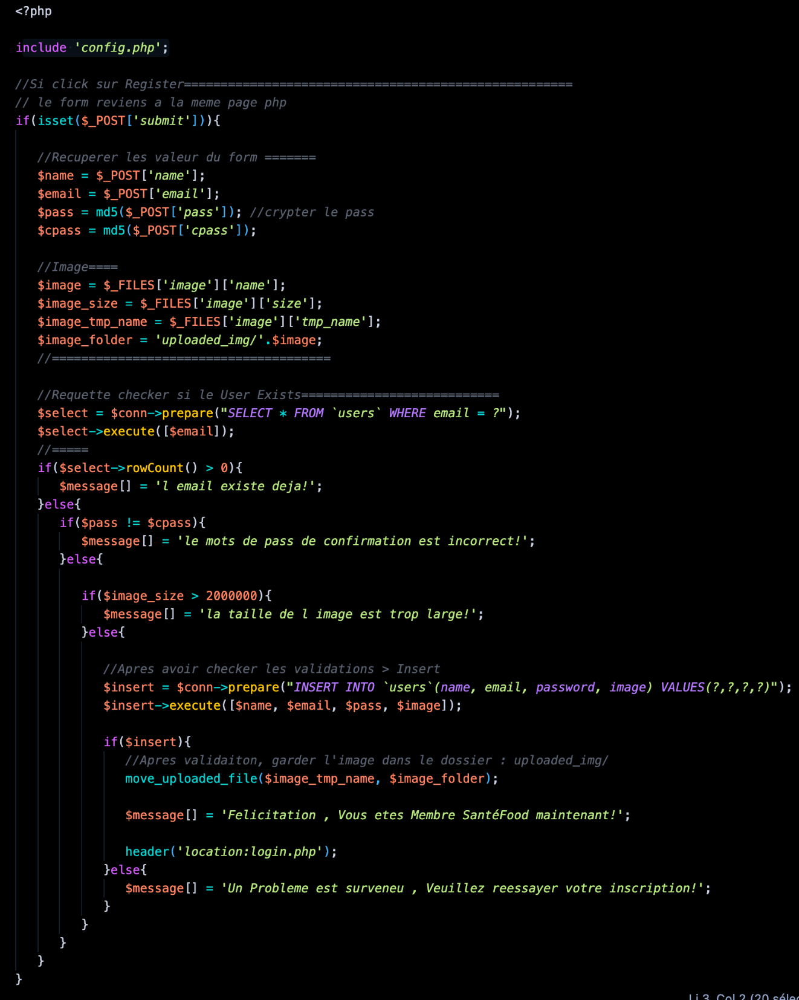 <?php
include 'config.php';
//Si click sur Register=====================================================
// le form reviens a la meme page php
if(isset($_POST['submit'])){
//Recuperer les valeur du form =======
$name = $_POST['name'];
$email = $_POST['email'];
$pass = md5($_POST['pass']); //crypter le pass
$cpass = md5($_POST['cpass']);
//Image====
$image = $_FILES['image']['name'];
$image_size = $_FILES['image']['size'];
$image_tmp_name = $_FILES['image']['tmp_name'];
$image_folder = 'uploaded_img/'.$image;
//======================================
//Requette checker si le User Exists===========================
$select = $conn->prepare("SELECT * FROM `users` WHERE email = ?");
$select->execute([$email]);
//=====
if($select->rowCount() > 0){
$message[] = 'l email existe deja!';
}else{
if($pass != $cpass){
$message[] = 'le mots de pass de confirmation est incorrect!';
}else{
if($image_size > 2000000){
$message[] = 'la taille de l image est trop large!';
}else{
//Apres avoir checker les validations > Insert
$insert = $conn->prepare("INSERT INTO `users`(name, email, password, image) VALUES(?,?,?,?)");
$insert->execute([$name, $email, $pass, $image]);
if($insert){
//Apres validaiton, garder l'image dans le dossier : uploaded_img/
move_uploaded_file($image_tmp_name, $image_folder);
$message[] = 'Felicitation , Vous etes Membre SantéFood maintenant!';
header('location:login.php');
}else{
$message[] = 'Un Probleme est surveneu , Veuillez reessayer votre inscription!';
}
}
}
}
}
Li 3, Col 2 (20 sélec